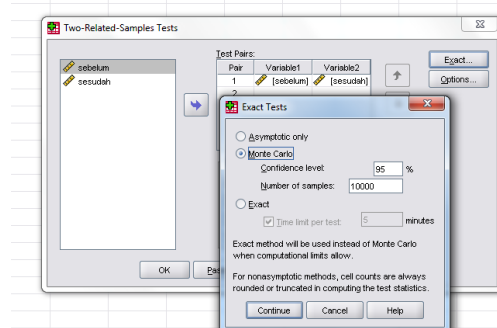 Two-Related-Samples Tests
sebelum
sesudah
Test Pairs:
Pair Variable1 Variable2
1 [sebelum] [sesudah]
2
Exact...
Options...
OK
Exact Tests
Asymptotic only
Monte Carlo
Confidence level: 95 %
Number of samples: 10000
Exact
Time limit per test: 5 minutes
Exact method will be used instead of Monte Carlo
when computational limits allow.
For nonasymptotic methods, cell counts are always
rounded or truncated in computing the test statistics.
Continue Cancel Help